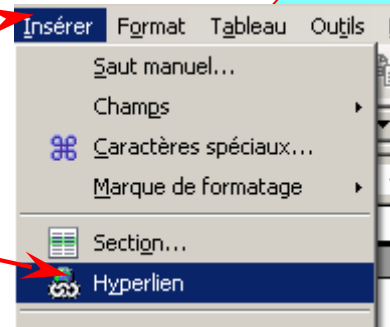 Insérer Format Tableau Outils
Saut manuel...
Champs
Caractères spéciaux...
Marque de formatage
Section...
Hyperlien